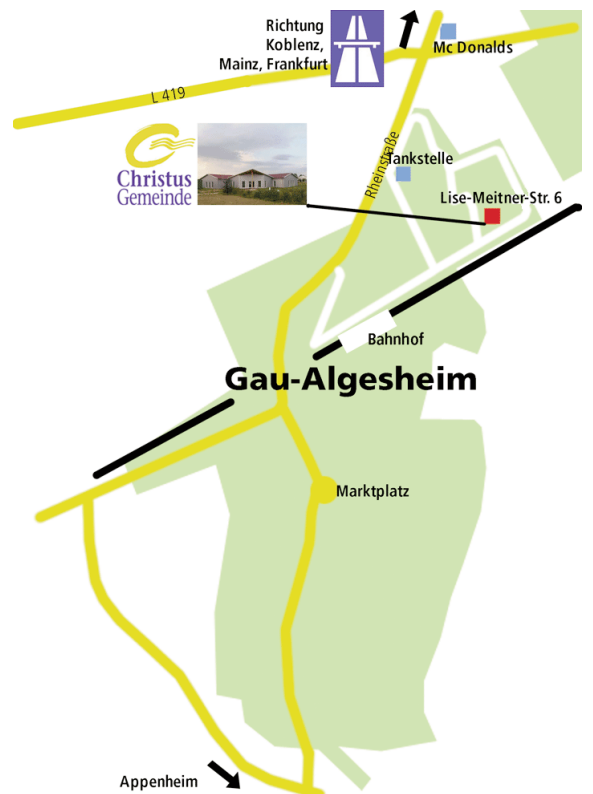 Richtung
Koblenz,
Mainz, Frankfurt
Mc Donalds
L 419
Rheinstraße
Tankstelle
Christus
Gemeinde
Lise-Meitner-Str. 6
Bahnhof
Gau-Algesheim
Marktplatz
Appenheim